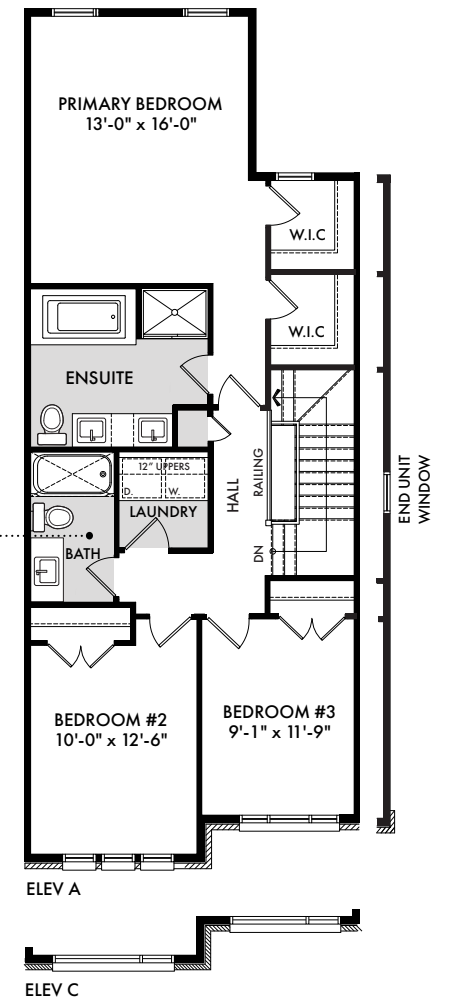 PRIMARY BEDROOM
13'-0" x 16'-0"
W.I.C
W.I.C
ENSUITE
12" UPPERS
D.
W.
LAUNDRY
HALL
RAILING
DN
BATH
END UNIT
WINDOW
BEDROOM #2
10'-0" x 12'-6"
BEDROOM #3
9'-1" x 11'-9"
ELEV A
ELEV C